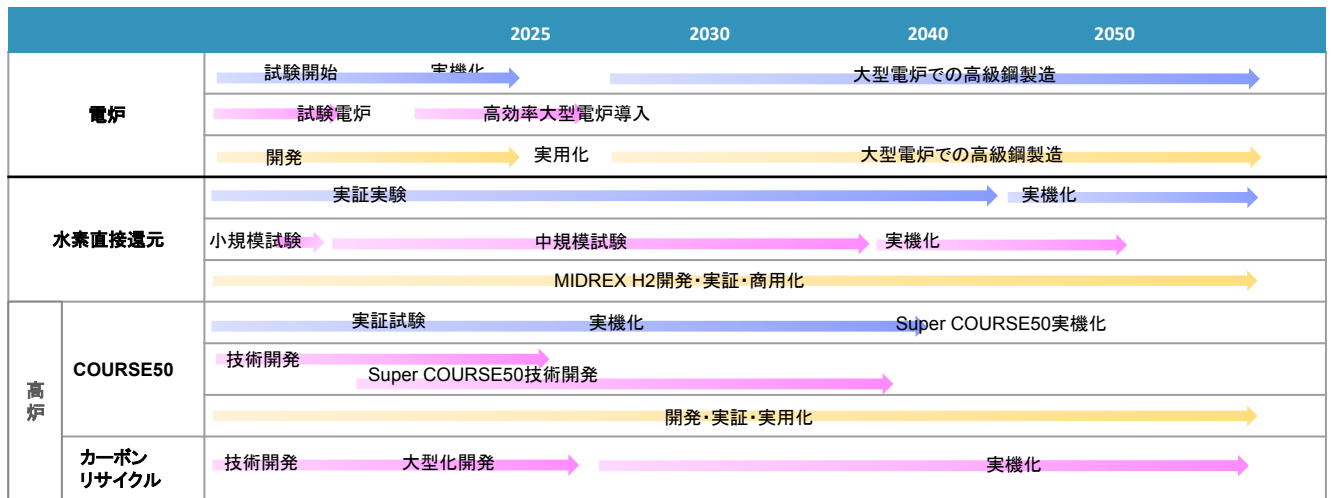 2025 2030 2040 2050
電炉
試験開始 実機化 大型電炉での高級鋼製造
試験電炉 高効率大型電炉導入
開発 実用化 大型電炉での高級鋼製造
水素直接還元
実証実験 実機化
小規模試験 中規模試験 実機化
MIDREX H2開発・実証・商用化
高炉
COURSE50
実証試験 実機化 Super COURSE50実機化
技術開発
Super COURSE50技術開発
開発・実証・実用化
カーボン
リサイクル
技術開発 大型化開発 実機化